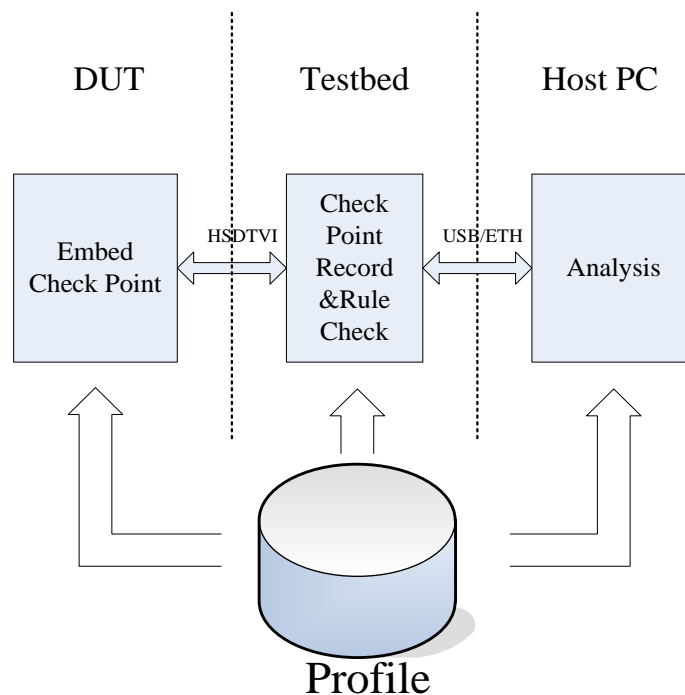 DUT
Testbed
Host PC
Embed
Check Point
HSDTVI
Check
Point
Record
&Rule
Check
USB/ETH
Analysis
Profile